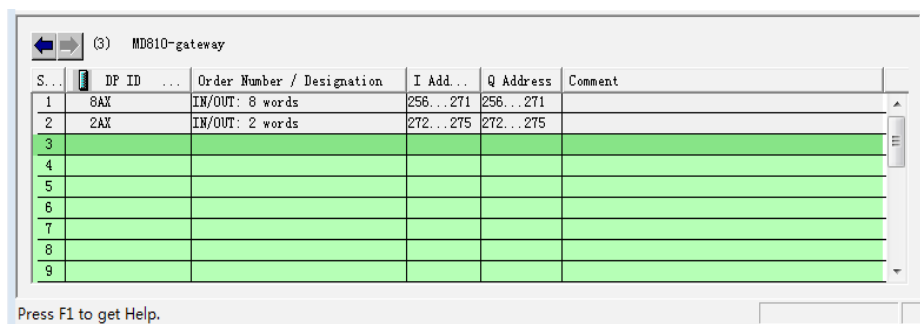 (3) MD810-gateway
S... DP ID ... Order Number / Designation I Add... Q Address Comment
1 8AX IN/OUT: 8 words 256...271 256...271
2 2AX IN/OUT: 2 words 272...275 272...275
3
4
5
6
7
8
9
Press F1 to get Help.